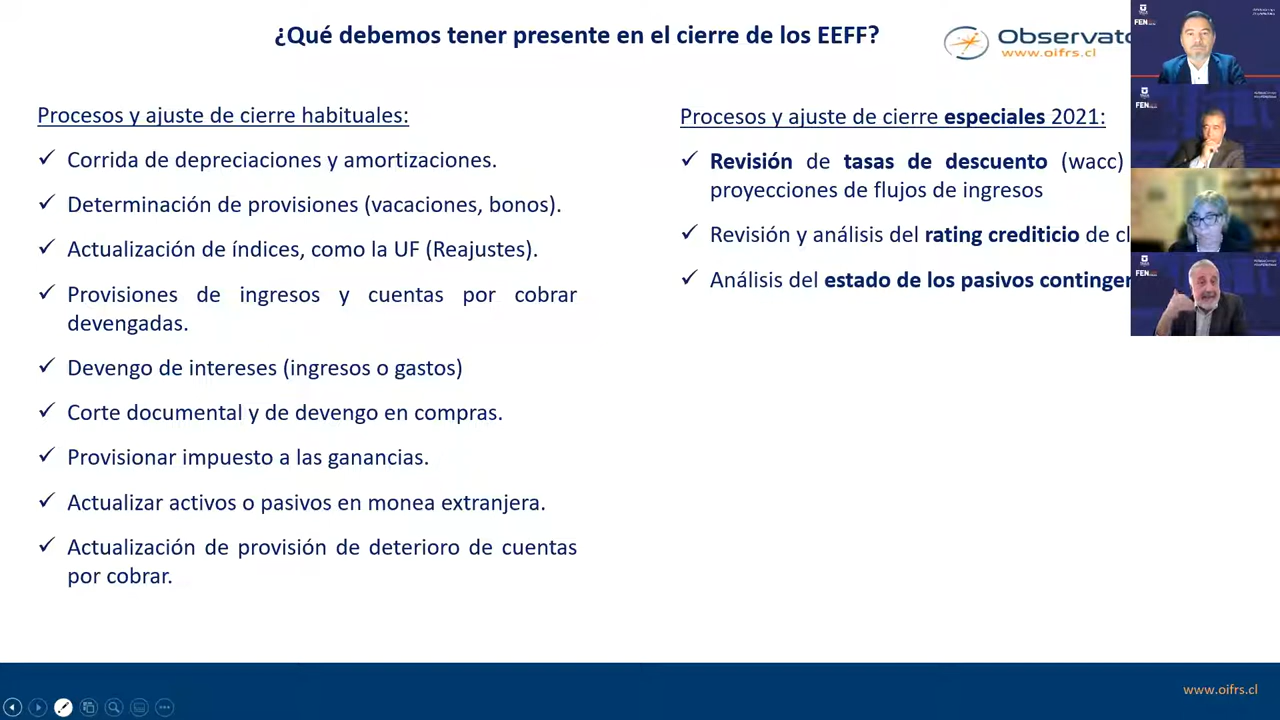 ¿Qué debemos tener presente en el cierre de los EEFF?
www.oifrs.cl
Procesos y ajuste de cierre habituales:
✓ Corrida de depreciaciones y amortizaciones.
✓ Determinación de provisiones (vacaciones, bonos).
✓ Actualización de índices, como la UF (Reajustes).
✓ Provisiones de ingresos y cuentas por cobrar
devengadas.
✓ Devengo de intereses (ingresos o gastos)
✓ Corte documental y de devengo en compras.
✓ Provisionar impuesto a las ganancias.
✓ Actualizar activos o pasivos en monea extranjera.
✓ Actualización de provisión de deterioro de cuentas
por cobrar.
Procesos y ajuste de cierre especiales 2021:
✓ Revisión de tasas de descuento (wacc)
proyecciones de flujos de ingresos
✓ Revisión y análisis del rating crediticio de
✓ Análisis del estado de los pasivos
FEN
FEN
FEN
www.oifrs.cl